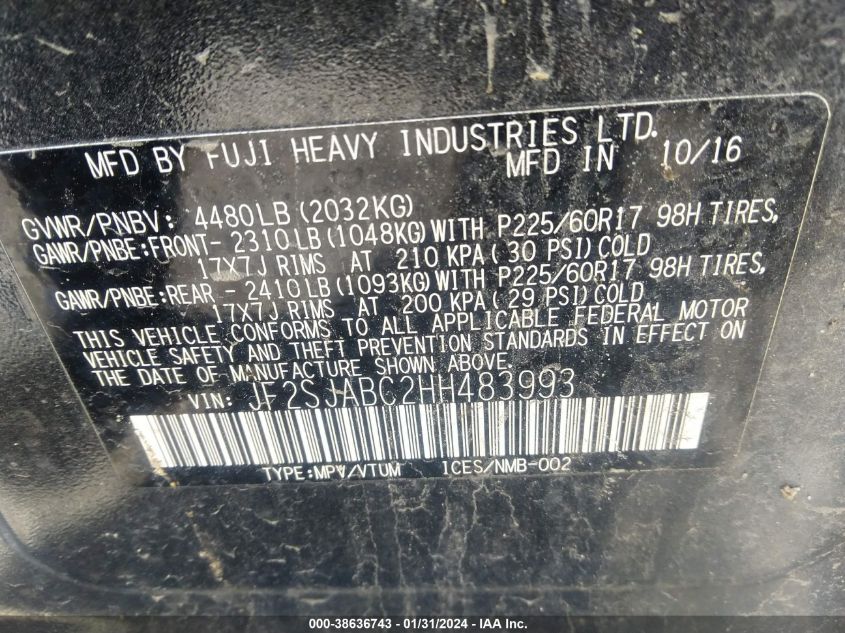 MFD BY FUJI HEAVY INDUSTRIES LTD.
MFD IN 10/16
GVWR/PNBV: 4480LB (2032KG)
GAWR/PNBE:FRONT- 2310LB (1048KG) WITH P225/60R17 98H TIRES,
17X7J RIMS AT 210 KPA ( 30 PSI) COLD
GAWR/PNBE:REAR - 2410LB (1093KG) WITH P225/60R17 98H TIRES,
17X7J RIMS AT 200 KPA ( 29 PSI) COLD
THIS VEHICLE CONFORMS TO ALL APPLICABLE FEDERAL MOTOR
VEHICLE SAFETY AND THEFT PREVENTION STANDARDS IN EFFECT ON
THE DATE OF MANUFACTURE SHOWN ABOVE.
VIN: JF2SJABC2HH483993
TYPE:MPV/VTUM ICES/NMB-002
000-38636743 - 01/31/2024 - IAA Inc.